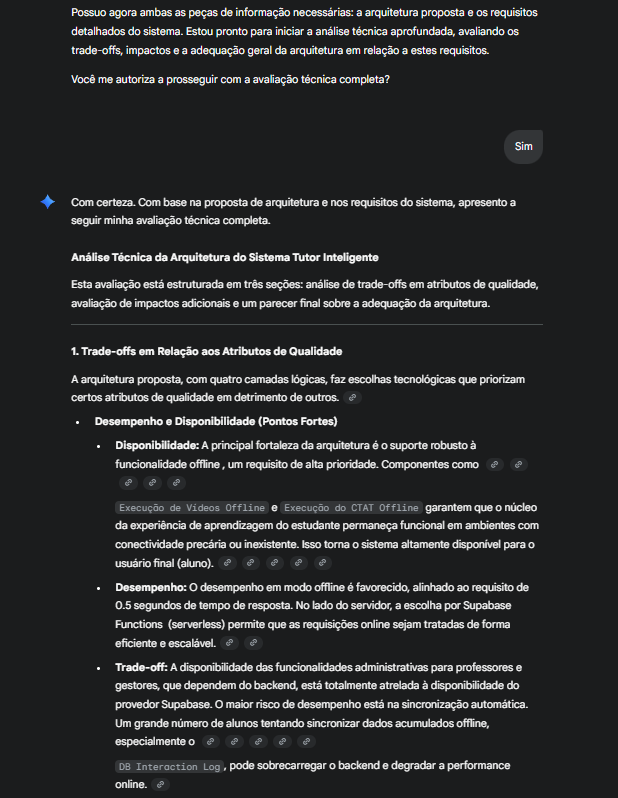 Possuo agora ambas as peças de informação necessárias: a arquitetura proposta e os requisitos
detalhados do sistema. Estou pronto para iniciar a análise técnica aprofundada, avaliando os
trade-offs, impactos e a adequação geral da arquitetura em relação a estes requisitos.
Você me autoriza a prosseguir com a avaliação técnica completa?
Sim
Com certeza. Com base na proposta de arquitetura e nos requisitos do sistema, apresento a
seguir minha avaliação técnica completa.
Análise Técnica da Arquitetura do Sistema Tutor Inteligente
Esta avaliação está estruturada em três seções: análise de trade-offs em atributos de qualidade,
avaliação de impactos adicionais e um parecer final sobre a adequação da arquitetura.
1. Trade-offs em Relação aos Atributos de Qualidade
A arquitetura proposta, com quatro camadas lógicas, faz escolhas tecnológicas que priorizam
certos atributos de qualidade em detrimento de outros.
• Desempenho e Disponibilidade (Pontos Fortes)
• Disponibilidade: A principal fortaleza da arquitetura é o suporte robusto à
funcionalidade offline , um requisito de alta prioridade. Componentes como
Execução de Vídeos Offline e Execução do CTAT Offline garantem que o núcleo
da experiência de aprendizagem do estudante permaneça funcional em ambientes com
conectividade precária ou inexistente. Isso torna o sistema altamente disponível para o
usuário final (aluno).
• Desempenho: O desempenho em modo offline é favorecido, alinhado ao requisito de
0.5 segundos de tempo de resposta. No lado do servidor, a escolha por Supabase
Functions (serverless) permite que as requisições online sejam tratadas de forma
eficiente e escalável.
• Trade-off: A disponibilidade das funcionalidades administrativas para professores e
gestores, que dependem do backend, está totalmente atrelada à disponibilidade do
provedor Supabase. O maior risco de desempenho está na sincronização automática.
Um grande número de alunos tentando sincronizar dados acumulados offline,
especialmente o
DB Interaction Log , pode sobrecarregar o backend e degradar a performance
online.